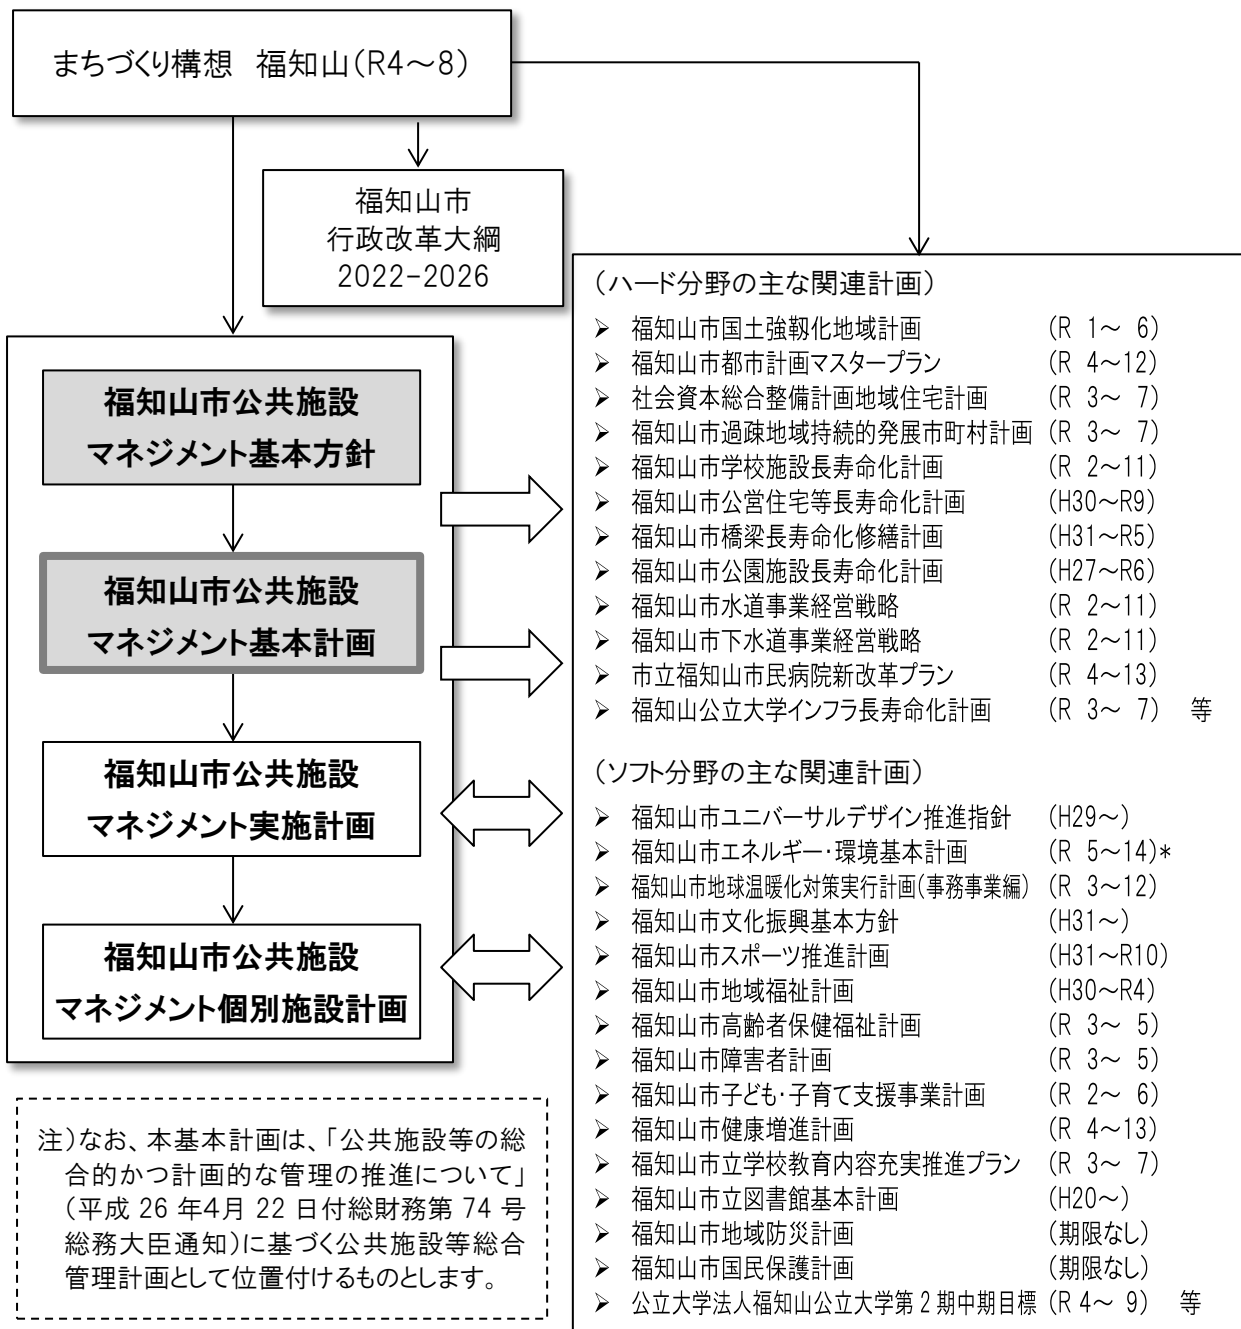 まちづくり構想 福知山(R4～8)
福知山市
行政改革大綱
2022-2026
福知山市公共施設
マネジメント基本方針
福知山市公共施設
マネジメント基本計画
福知山市公共施設
マネジメント実施計画
福知山市公共施設
マネジメント個別施設計画
注)なお、本基本計画は、「公共施設等の総
合的かつ計画的な管理の推進について」
(平成 26 年4月 22 日付総財務第 74 号
総務大臣通知)に基づく公共施設等総合
管理計画として位置付けるものとします。
(ハード分野の主な関連計画)
➢ 福知山市国土強靱化地域計画 (R 1～ 6)
➢ 福知山市都市計画マスタープラン (R 4～12)
➢ 社会資本総合整備計画地域住宅計画 (R 3～ 7)
➢ 福知山市過疎地域持続的発展市町村計画 (R 3～ 7)
➢ 福知山市学校施設長寿命化計画 (R 2～11)
➢ 福知山市公営住宅等長寿命化計画 (H30～R9)
➢ 福知山市橋梁長寿命化修繕計画 (H31～R5)
➢ 福知山市公園施設長寿命化計画 (H27～R6)
➢ 福知山市水道事業経営戦略 (R 2～11)
➢ 福知山市下水道事業経営戦略 (R 2～11)
➢ 市立福知山市民病院新改革プラン (R 4～13)
➢ 福知山公立大学インフラ長寿命化計画 (R 3～ 7) 等
(ソフト分野の主な関連計画)
➢ 福知山市ユニバーサルデザイン推進指針 (H29～)
➢ 福知山市エネルギー・環境基本計画 (R 5～14)*
➢ 福知山市地球温暖化対策実行計画(事務事業編) (R 3～12)
➢ 福知山市文化振興基本方針 (H31～)
➢ 福知山市スポーツ推進計画 (H31～R10)
➢ 福知山市地域福祉計画 (H30～R4)
➢ 福知山市高齢者保健福祉計画 (R 3～ 5)
➢ 福知山市障害者計画 (R 3～ 5)
➢ 福知山市子ども・子育て支援事業計画 (R 2～ 6)
➢ 福知山市健康増進計画 (R 4～13)
➢ 福知山市立学校教育内容充実推進プラン (R 3～ 7)
➢ 福知山市立図書館基本計画 (H20～)
➢ 福知山市地域防災計画 (期限なし)
➢ 福知山市国民保護計画 (期限なし)
➢ 公立大学法人福知山公立大学第 2 期中期目標 (R 4～ 9) 等